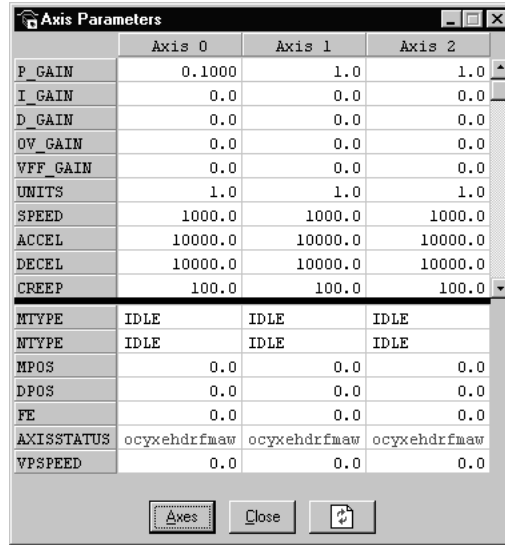 Axis Parameters
Axis 0 Axis 1 Axis 2
P_GAIN 0.1000 1.0 1.0
I_GAIN 0.0 0.0 0.0
D_GAIN 0.0 0.0 0.0
OV_GAIN 0.0 0.0 0.0
VFF_GAIN 0.0 0.0 0.0
UNITS 1.0 1.0 1.0
SPEED 1000.0 1000.0 1000.0
ACCEL 10000.0 10000.0 10000.0
DECEL 10000.0 10000.0 10000.0
CREEP 100.0 100.0 100.0
MTYPE IDLE IDLE IDLE
NTYPE IDLE IDLE IDLE
MPOS 0.0 0.0 0.0
DPOS 0.0 0.0 0.0
FE 0.0 0.0 0.0
AXISSTATUS ocyxehdrfmaw ocyxehdrfmaw ocyxehdrfmaw
VPSPEED 0.0 0.0 0.0
Axes Close